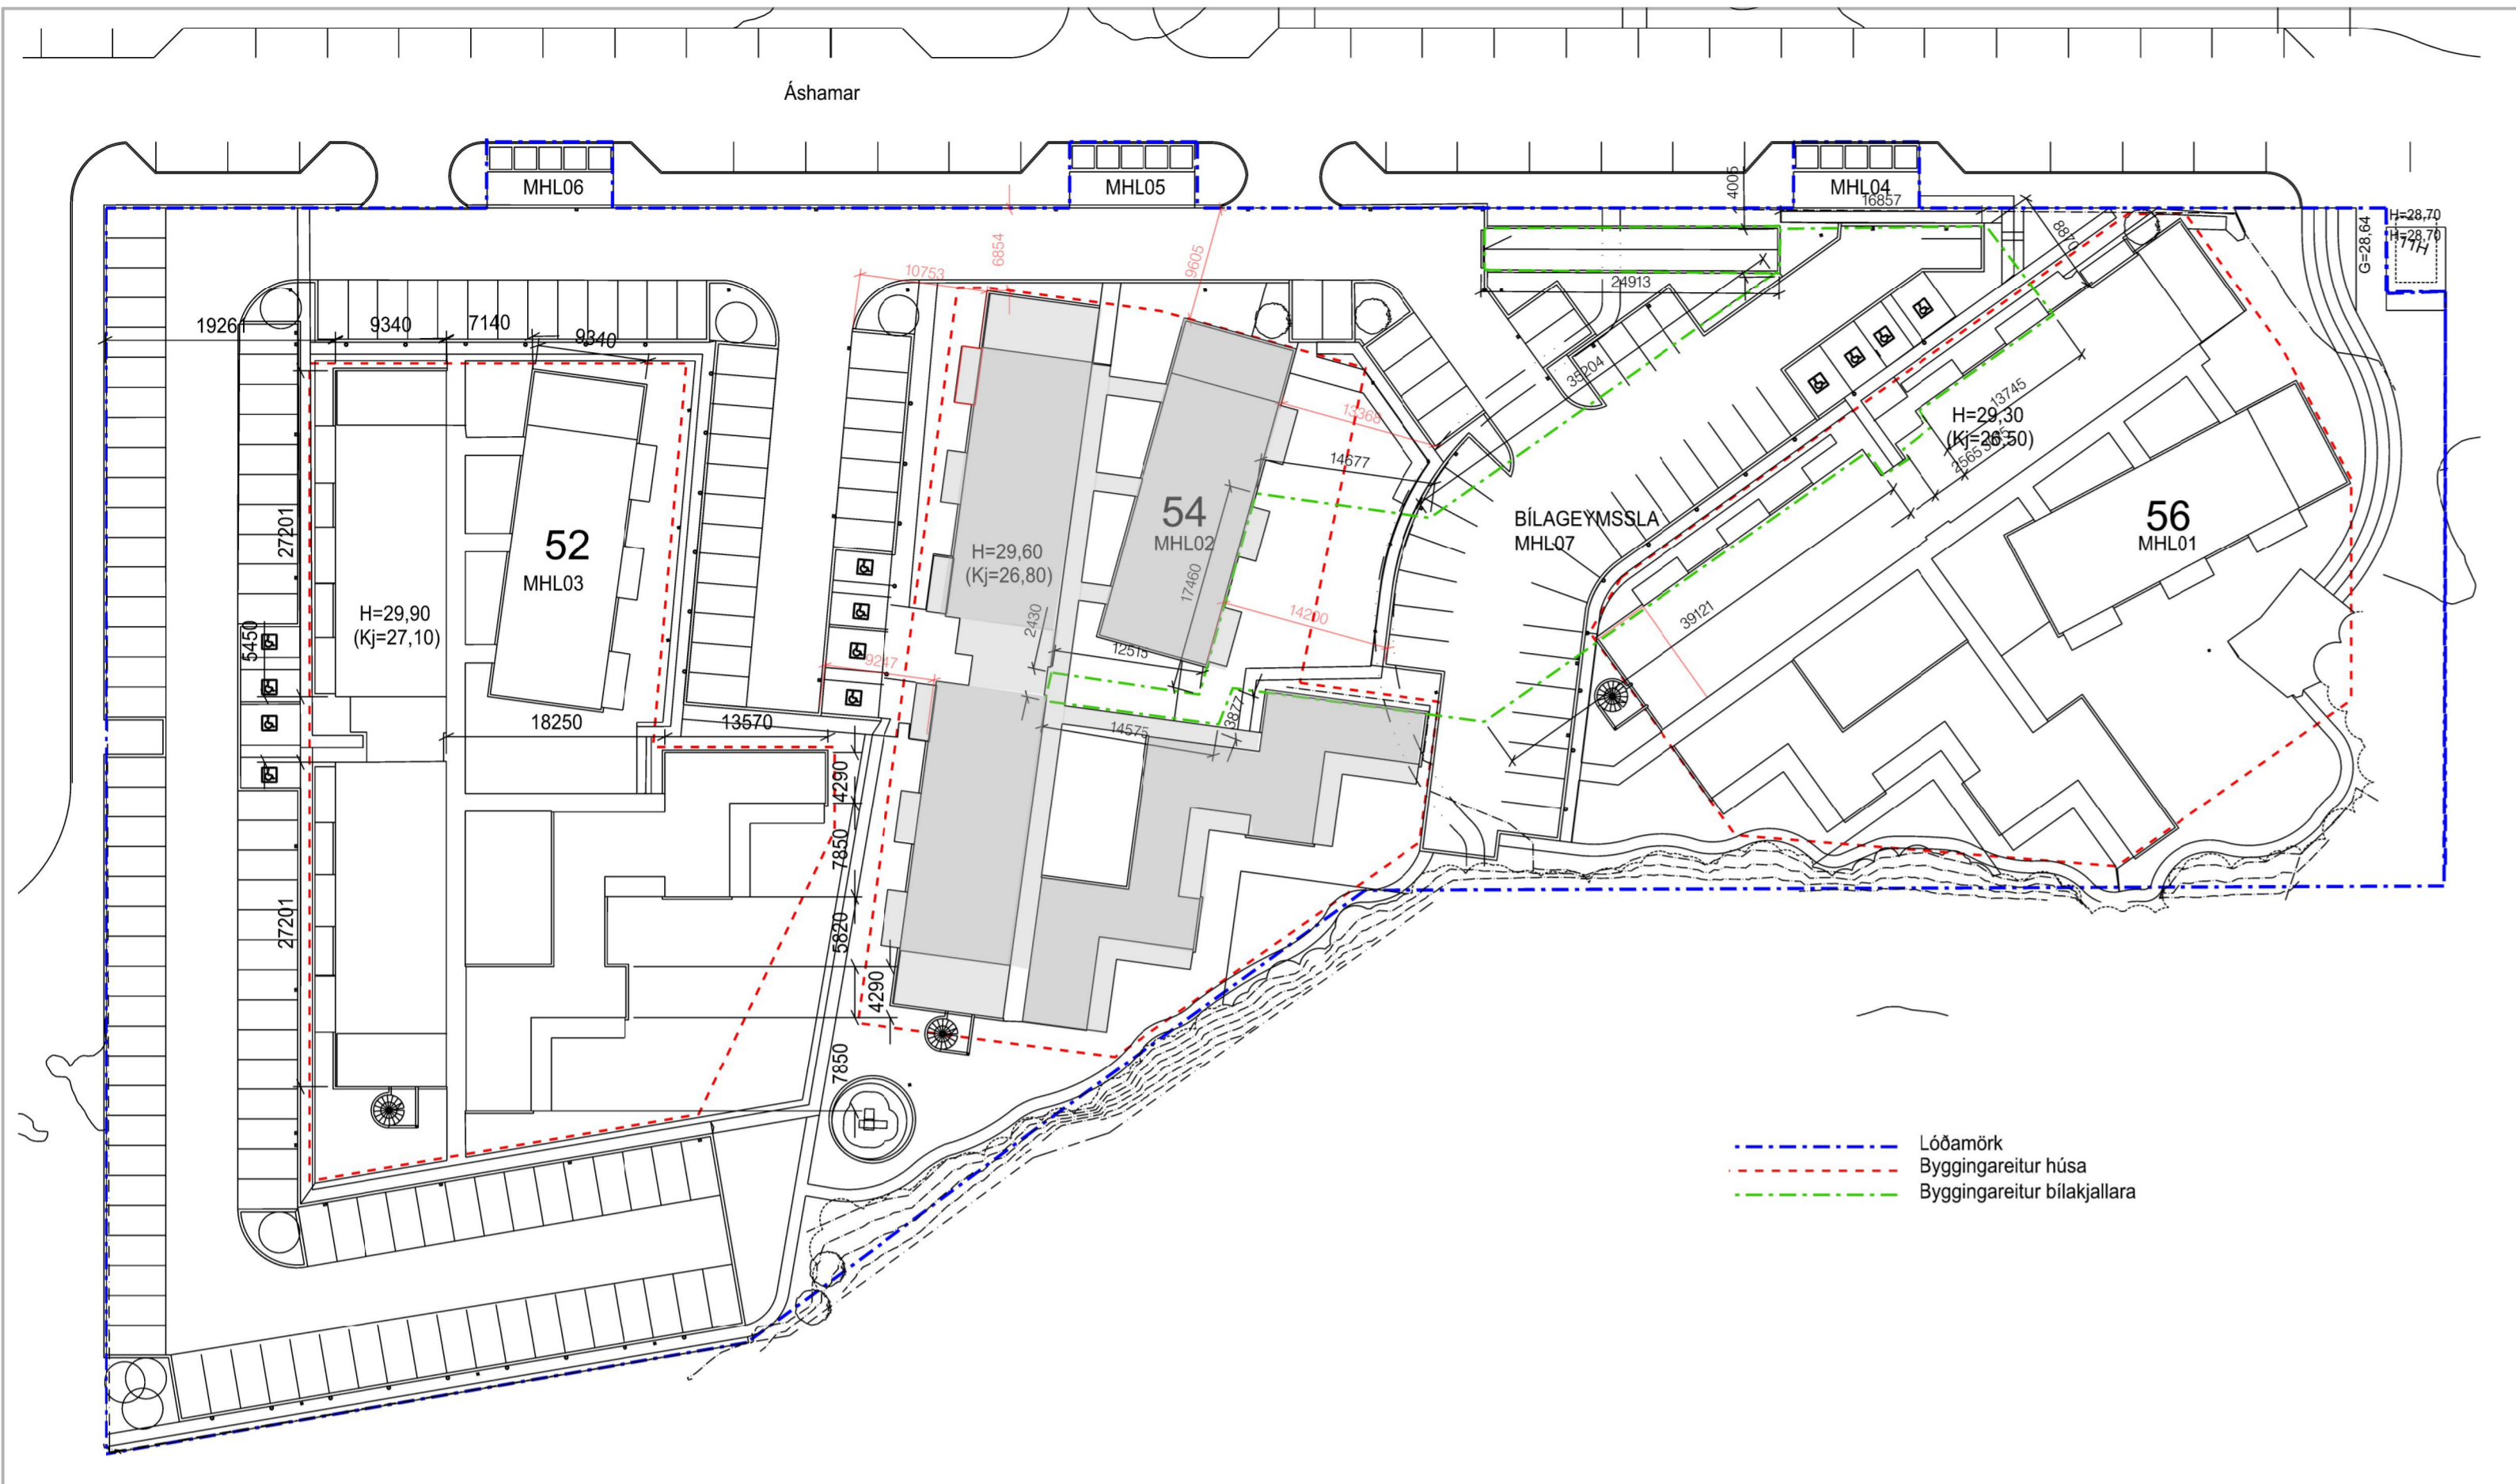 Áshamar
MHL06
MHL05
MHL04
16857
4005
H=28,70
H=28,70
G=28,64
8870
6854
9605
10753
24913
19261
9340
7140
9340
35204
13745
H=29,30
(Kj=26,50)
2565
13368
14677
BÍLAGEYMSSLA
MHL07
54
MHL02
56
MHL01
52
MHL03
H=29,60
(Kj=26,80)
H=29,90
(Kj=27,10)
27201
5450
17460
2430
14200
39121
12515
9247
3877
18250
13570
14575
4290
7850
5820
27201
4290
7850
Lóðamörk
Byggingareitur húsa
Byggingareitur bílakjallara